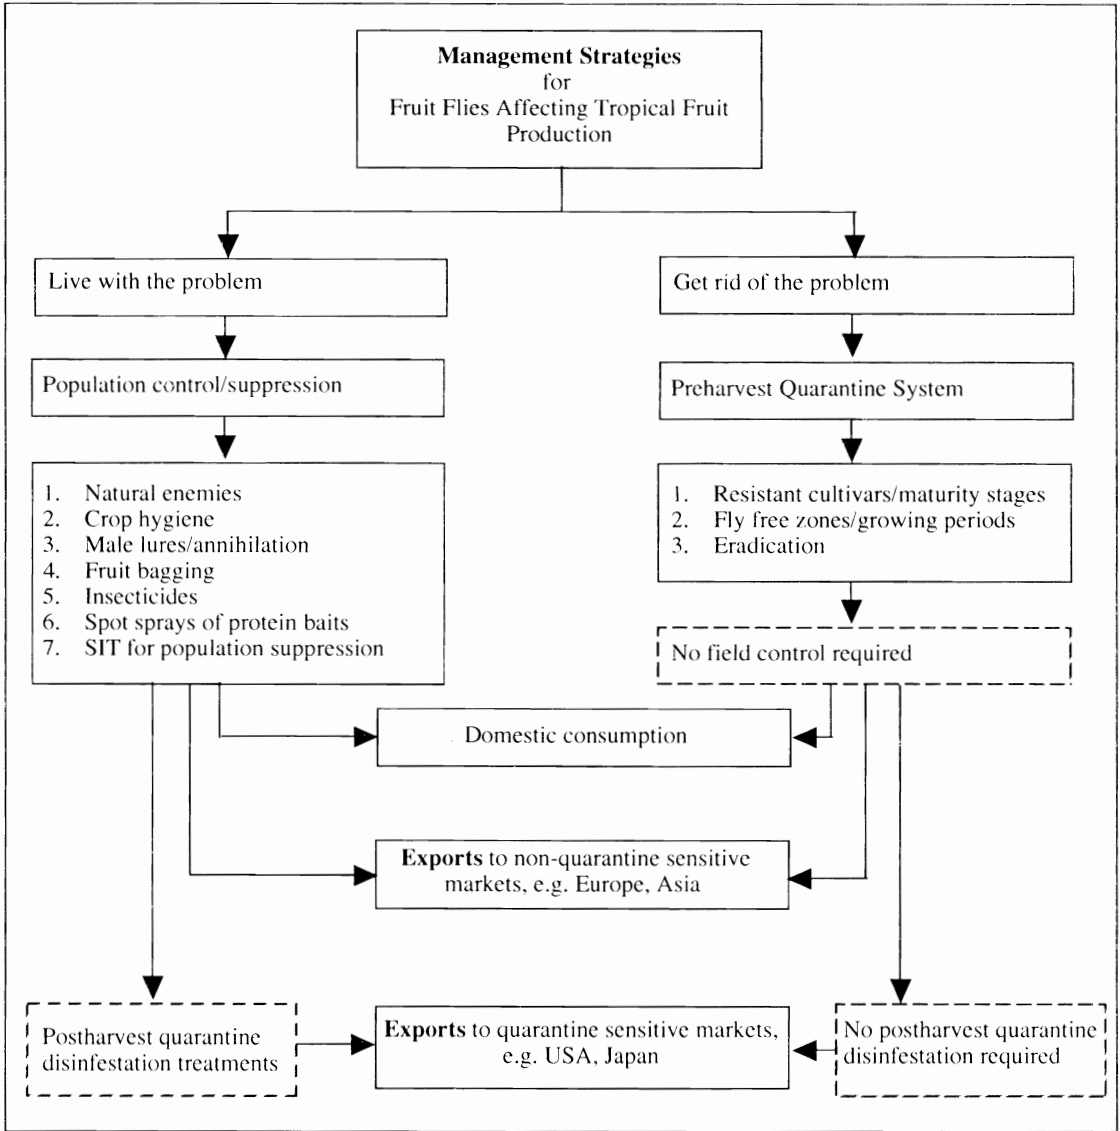 Management Strategies
for
Fruit Flies Affecting Tropical Fruit
Production
Live with the problem
Get rid of the problem
Population control/suppression
Preharvest Quarantine System
1. Natural enemies
2. Crop hygiene
3. Male lures/annihilation
4. Fruit bagging
5. Insecticides
6. Spot sprays of protein baits
7. SIT for population suppression
1. Resistant cultivars/maturity stages
2. Fly free zones/growing periods
3. Eradication
No field control required
Domestic consumption
Exports to non-quarantine sensitive
markets, e.g. Europe, Asia
Postharvest quarantine
disinfestation treatments
Exports to quarantine sensitive markets,
e.g. USA, Japan
No postharvest quarantine
disinfestation required